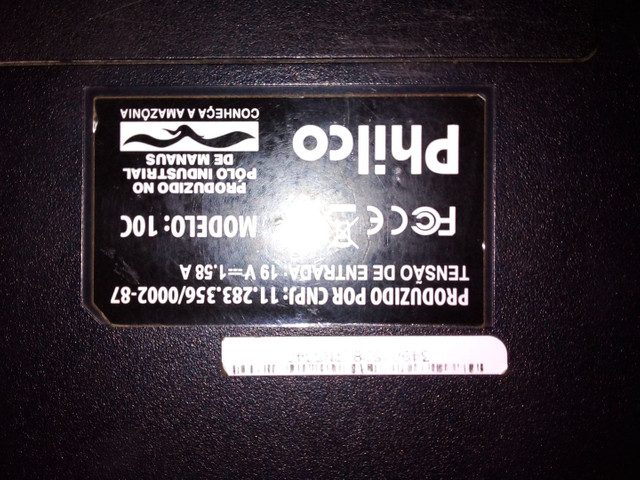 PRODUZIDO POR CNPJ: 11.283.356/0002-87
TENSÃO DE ENTRADA: 19 V⎓1.58 A
FC CE
MODELO: 10C
Philco
PRODUZIDO NO
PÓLO INDUSTRIAL
DE MANAUS
CONHEÇA A AMAZÔNIA